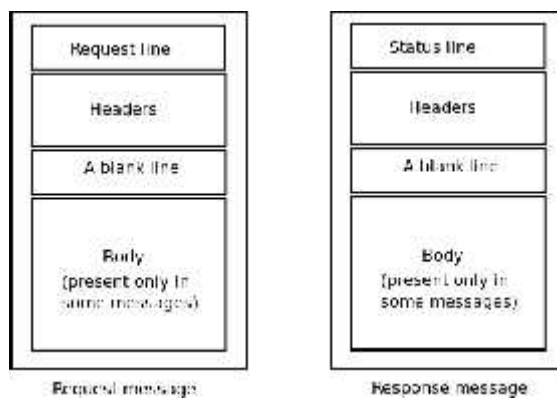 Request line
Headers
A blank line
Body
(present only in
some messages)
Request message
Status line
Headers
A blank line
Body
(present only in
some messages)
Response message